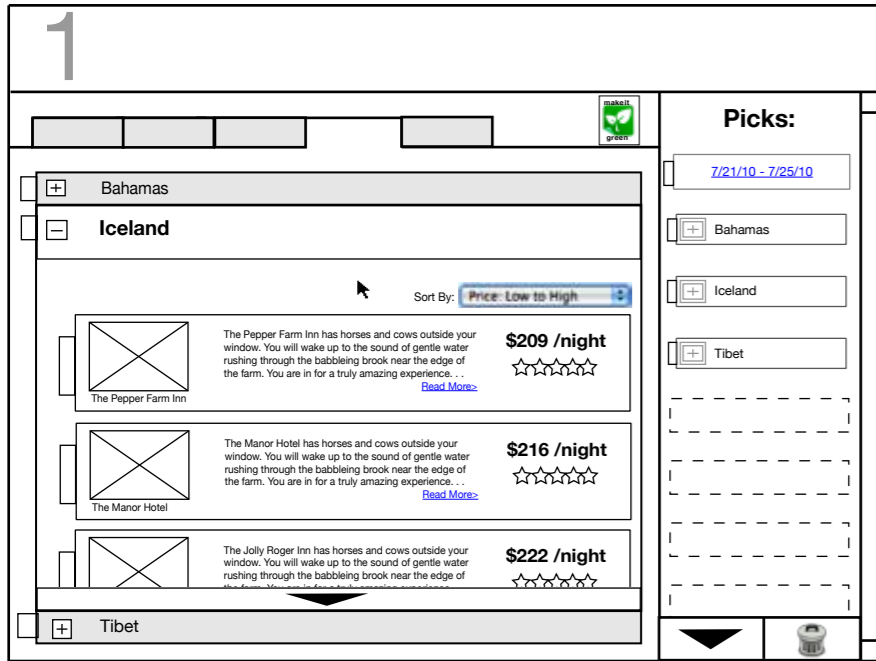 1
make it
green
Picks:
7/21/10 - 7/25/10
Bahamas
Iceland
Tibet
Bahamas
Iceland
Sort By: Price: Low to High
The Pepper Farm Inn has horses and cows outside your
window. You will wake up to the sound of gentle water
rushing through the babbleing brook near the edge of
the farm. You are in for a truly amazing experience. . .
Read More>
$209 /night
The Pepper Farm Inn
The Manor Hotel has horses and cows outside your
window. You will wake up to the sound of gentle water
rushing through the babbleing brook near the edge of
the farm. You are in for a truly amazing experience. . .
Read More>
$216 /night
The Manor Hotel
The Jolly Roger Inn has horses and cows outside your
window. You will wake up to the sound of gentle water
rushing through the babbleing brook near the edge of
$222 /night
Tibet